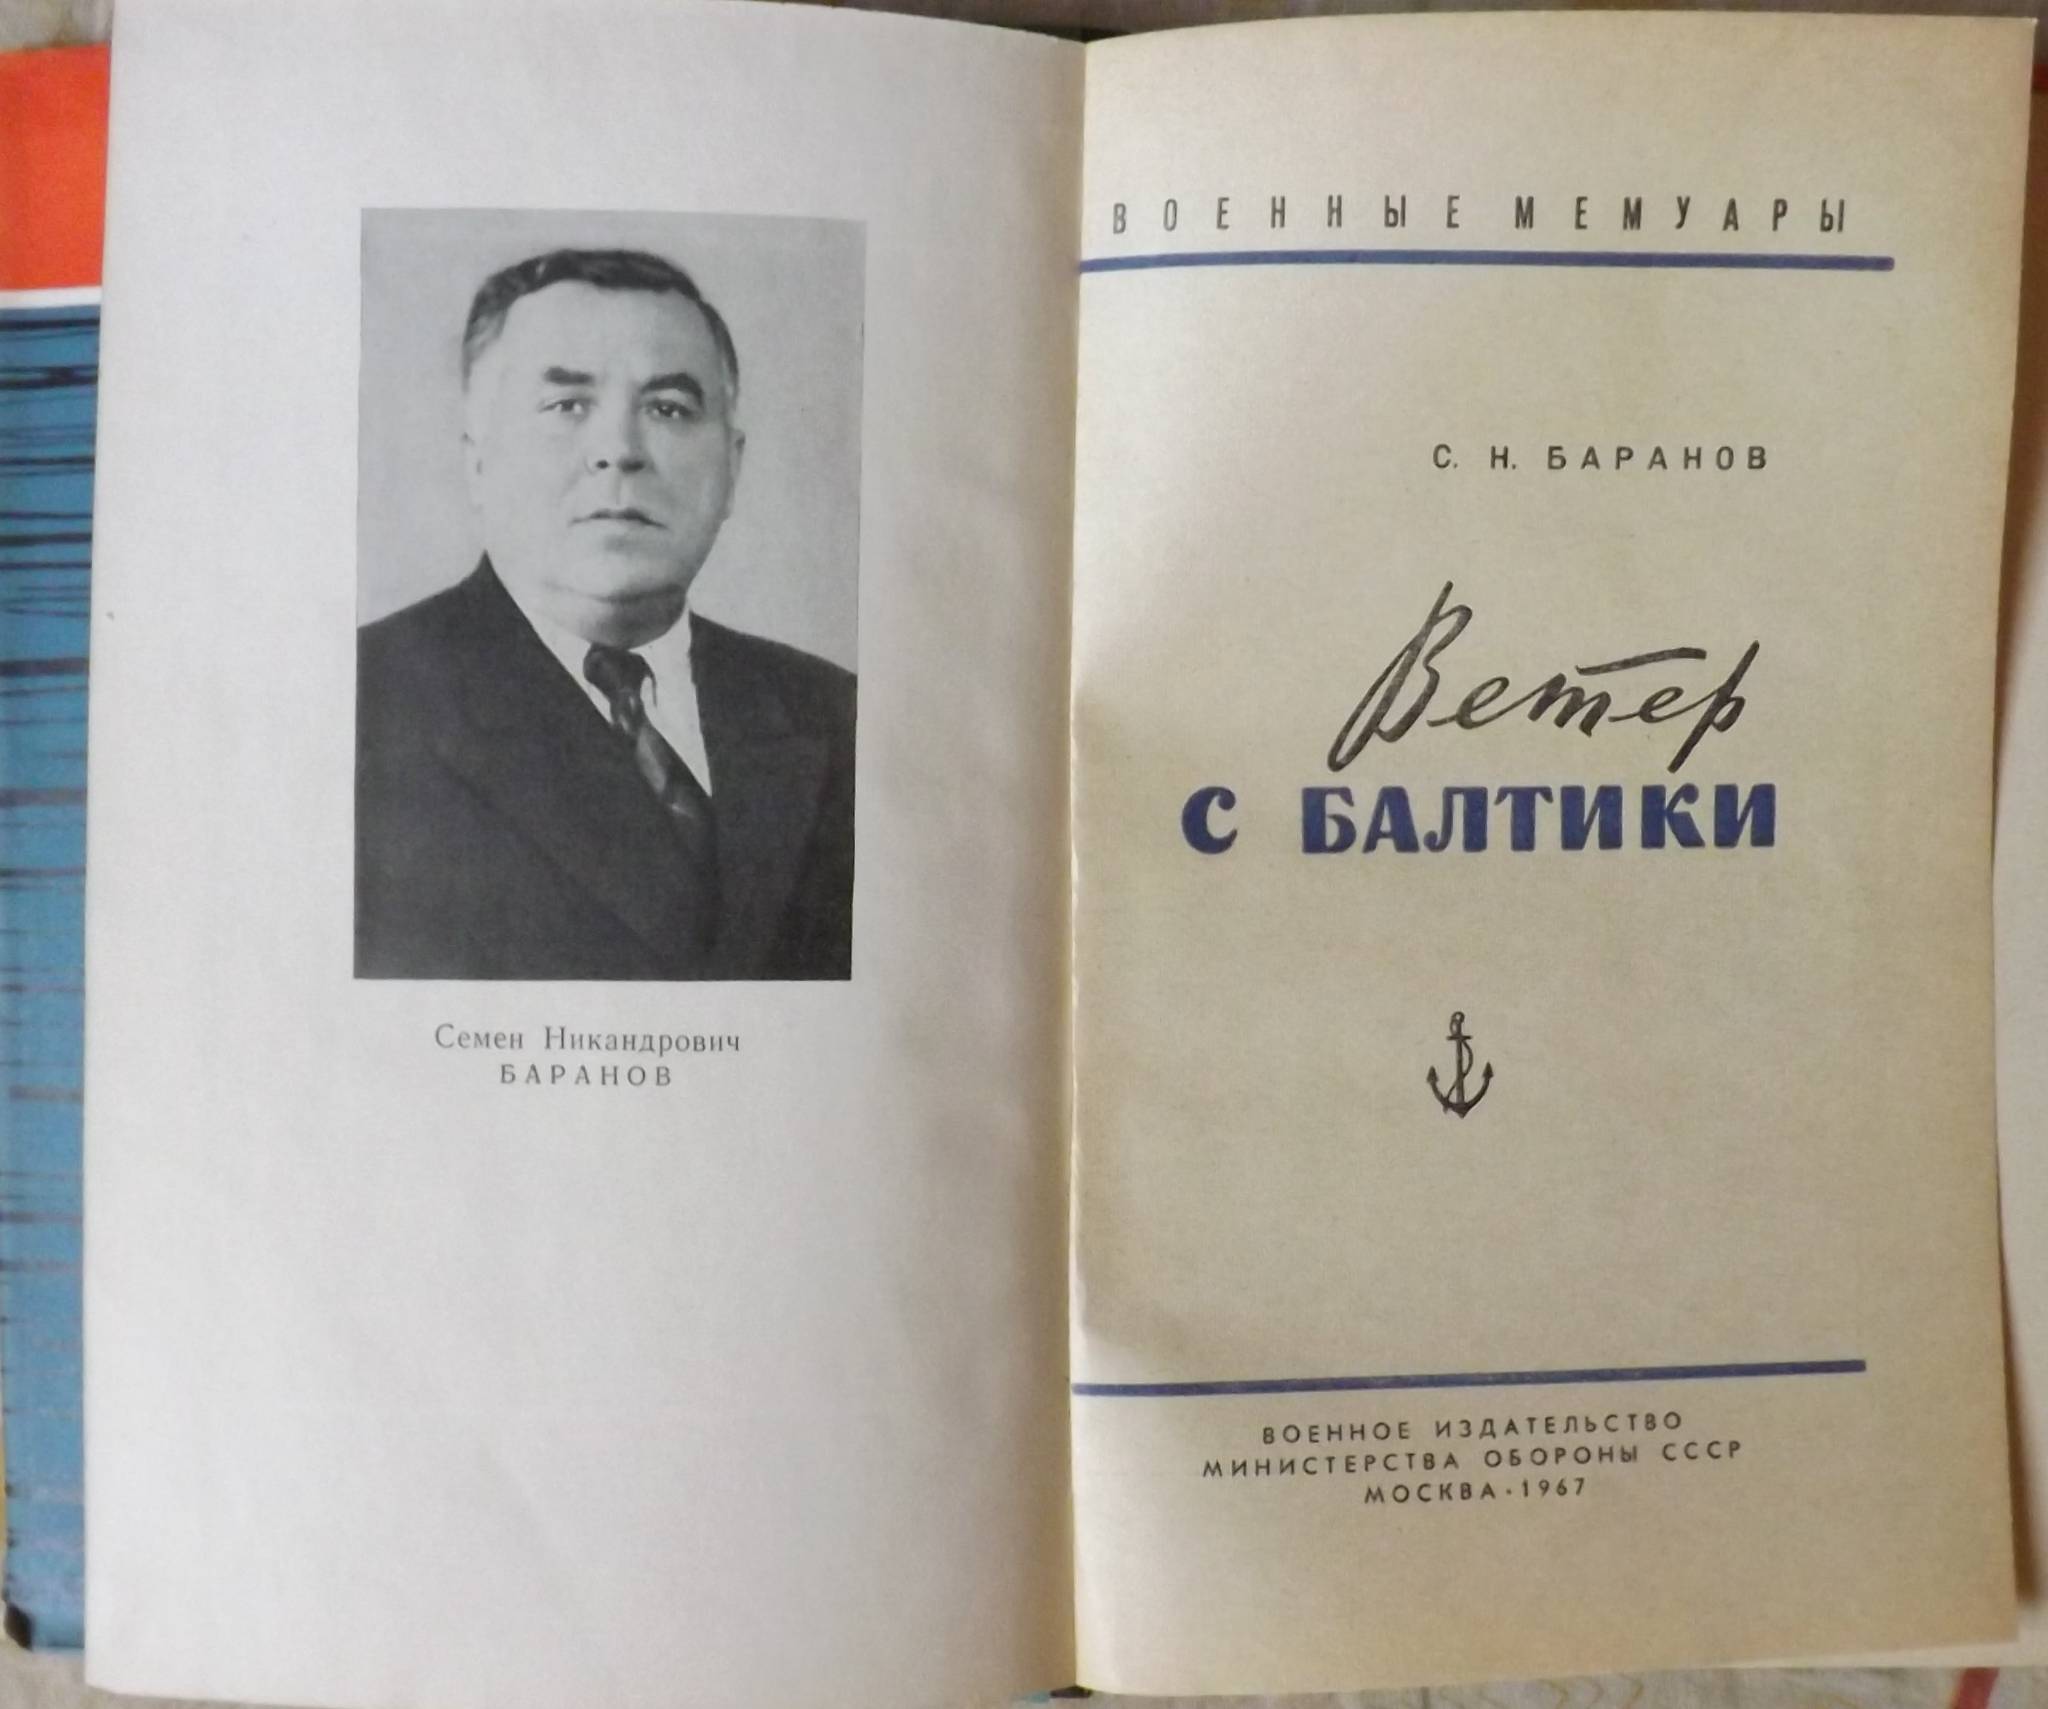 Семен Никандрович
БАРАНОВ
ВОЕННЫЕ МЕМУАРЫ
С. Н. БАРАНОВ
Ветер
С БАЛТИКИ
ВОЕННОЕ ИЗДАТЕЛЬСТВО
МИНИСТЕРСТВА ОБОРОНЫ СССР
МОСКВА · 1967